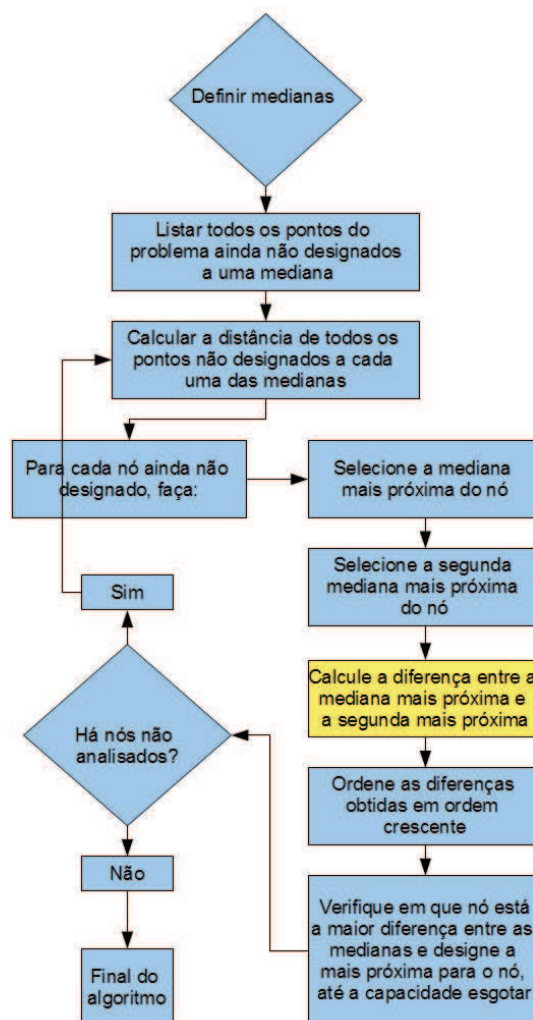 Definir medianas
Listar todos os pontos do
problema ainda não designados
a uma mediana
Calcular a distância de todos os
pontos não designados a cada
uma das medianas
Para cada nó ainda não
designado, faça:
Selecione a mediana
mais próxima do nó
Selecione a segunda
mediana mais próxima
do nó
Calcule a diferença entre a
mediana mais próxima e
a segunda mais próxima
Ordene as diferenças
obtidas em ordem
crescente
Verifique em que nó está
a maior diferença entre as
medianas e designe a
mais próxima para o nó,
até a capacidade esgotar
Há nós não
analisados?
Sim
Não
Final do
algoritmo